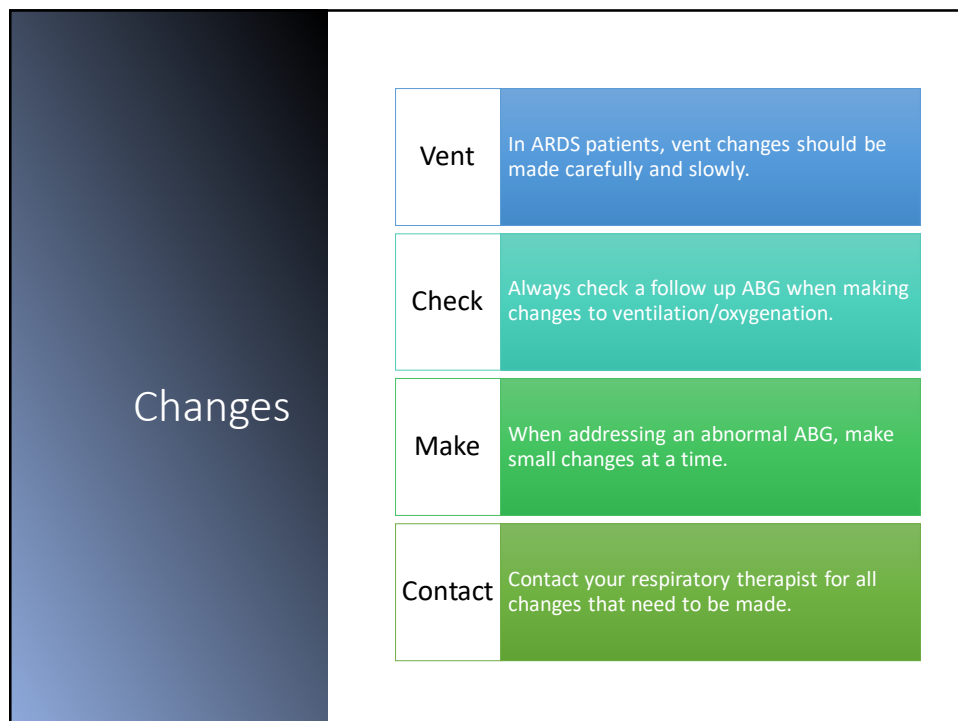 Changes
Vent
In ARDS patients, vent changes should be
made carefully and slowly.
Check
Always check a follow up ABG when making
changes to ventilation/oxygenation.
Make
When addressing an abnormal ABG, make
small changes at a time.
Contact
Contact your respiratory therapist for all
changes that need to be made.